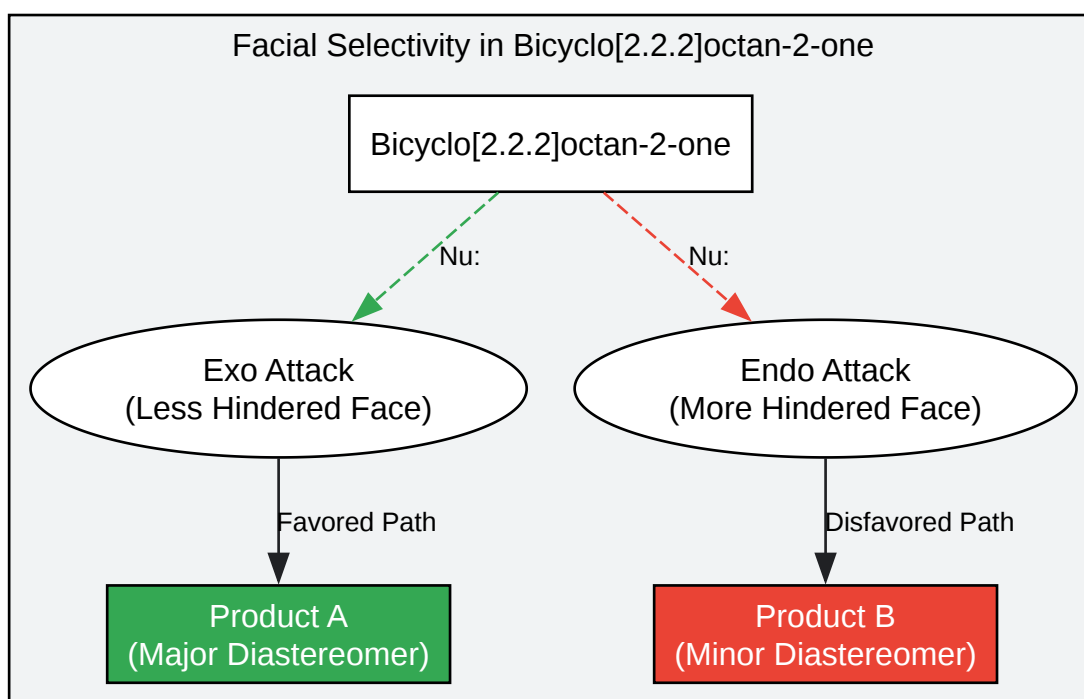 Facial Selectivity in Bicyclo[2.2.2]octan-2-one
Bicyclo[2.2.2]octan-2-one
Nu:
Nu:
Exo Attack
(Less Hindered Face)
Endo Attack
(More Hindered Face)
Favored Path
Disfavored Path
Product A
(Major Diastereomer)
Product B
(Minor Diastereomer)